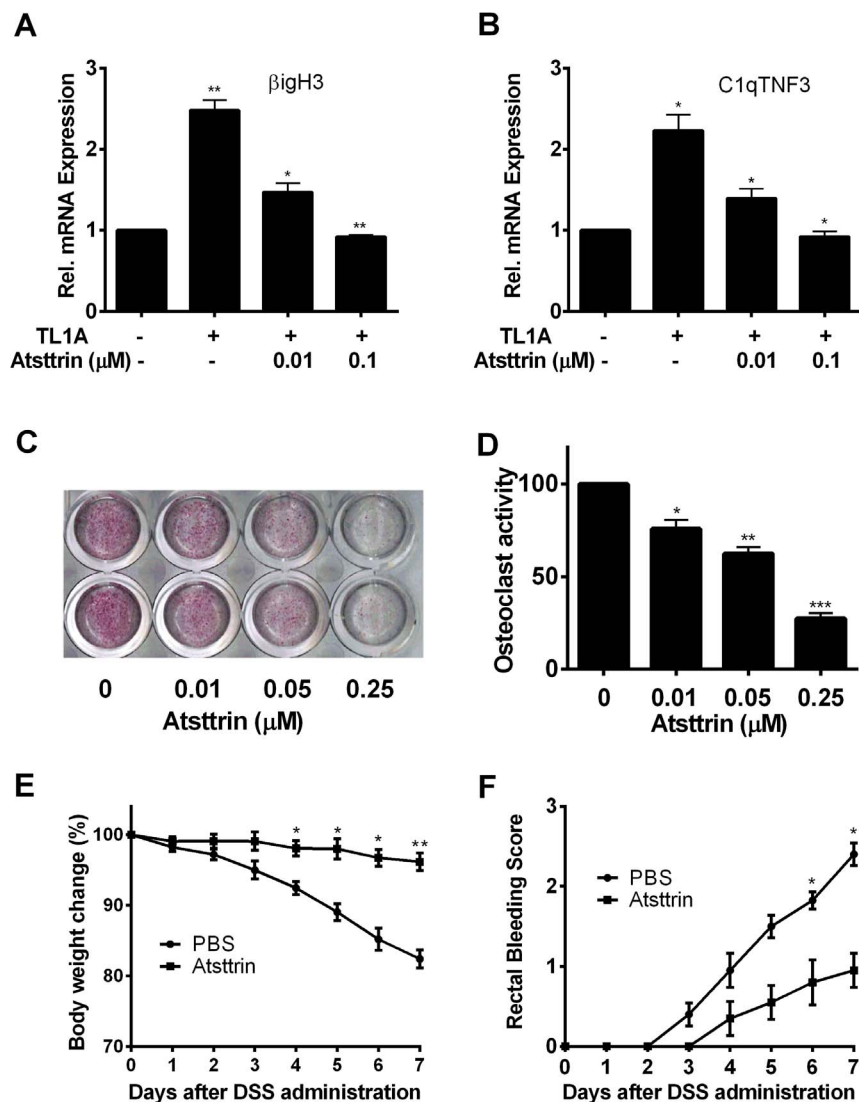 A
3
2
1
0
Rel. mRNA Expression
βigH3
**
*
**
TL1A - + + +
Atsttrin (μM) - - 0.01 0.1
B
3
2
1
0
Rel. mRNA Expression
C1qTNF3
*
*
*
TL1A - + + +
Atsttrin (μM) - - 0.01 0.1
C
0 0.01 0.05 0.25
Atsttrin (μM)
D
100
50
0
Osteoclast activity
*
**
***
0 0.01 0.05 0.25
Atsttrin (μM)
E
100
90
80
70
Body weight change (%)
* * * **
PBS
Atsttrin
0 1 2 3 4 5 6 7
Days after DSS administration
F
3
2
1
0
Rectal Bleeding Score
*
*
PBS
Atsttrin
0 1 2 3 4 5 6 7
Days after DSS administration